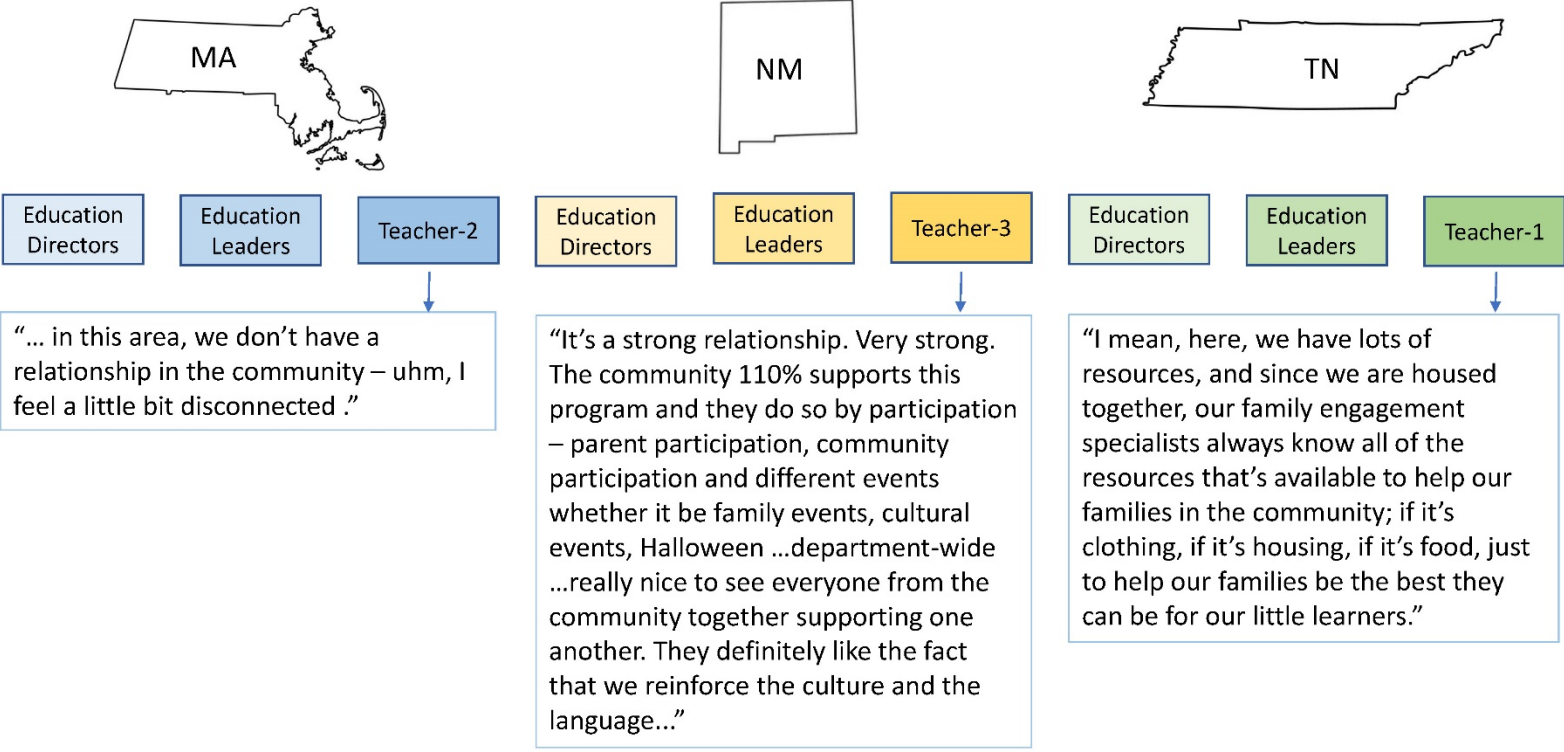 MA
NM
TN
Education
Directors
Education
Leaders
Teacher-2
Education
Directors
Education
Leaders
Teacher-3
Education
Directors
Education
Leaders
Teacher-1
“… in this area, we don’t have a
relationship in the community – uhm, I
feel a little bit disconnected .”
“It’s a strong relationship. Very strong.
The community 110% supports this
program and they do so by participation
– parent participation, community
participation and different events
whether it be family events, cultural
events, Halloween …department-wide
…really nice to see everyone from the
community together supporting one
another. They definitely like the fact
that we reinforce the culture and the
language...”
“I mean, here, we have lots of
resources, and since we are housed
together, our family engagement
specialists always know all of the
resources that’s available to help our
families in the community; if it’s
clothing, if it’s housing, if it’s food, just
to help our families be the best they
can be for our little learners.”